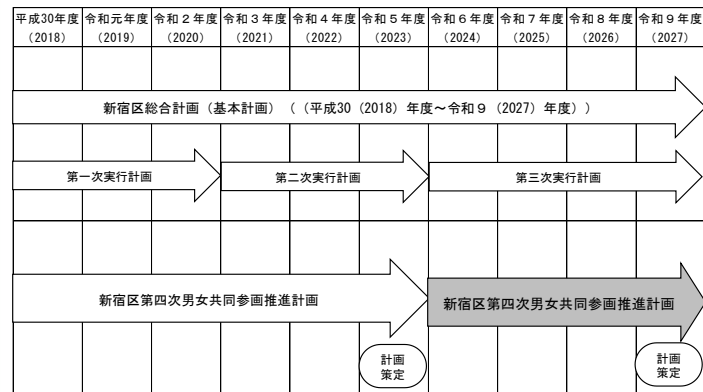 平成30年度 令和元年度 令和２年度 令和３年度 令和４年度 令和５年度 令和６年度 令和７年度 令和８年度 令和９年度
（2018） （2019） （2020） （2021） （2022） （2023） （2024） （2025） （2026） （2027）
新宿区総合計画（基本計画）（（平成30（2018）年度～令和９（2027）年度））
第一次実行計画 第二次実行計画 第三次実行計画
新宿区第四次男女共同参画推進計画 新宿区第四次男女共同参画推進計画
計画 計画
策定 策定